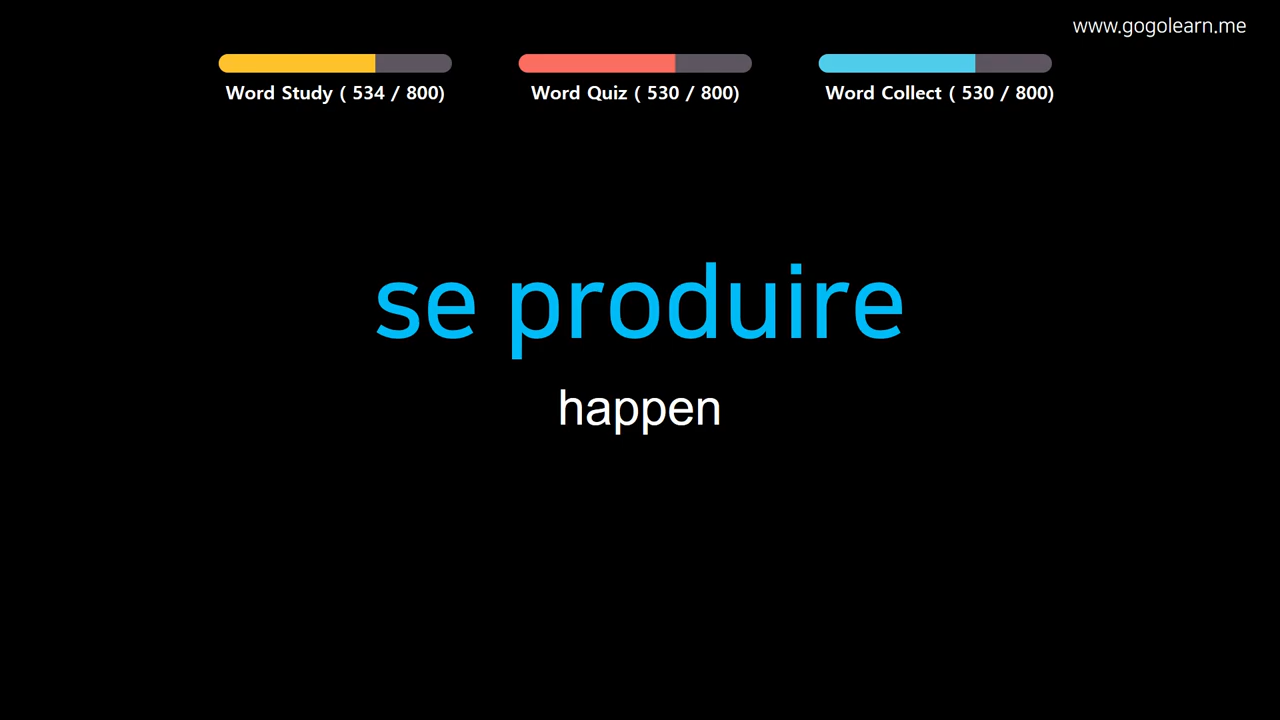 www.gogolearn.me
Word Study ( 534 / 800)
Word Quiz ( 530 / 800)
Word Collect ( 530 / 800)
se produire
happen